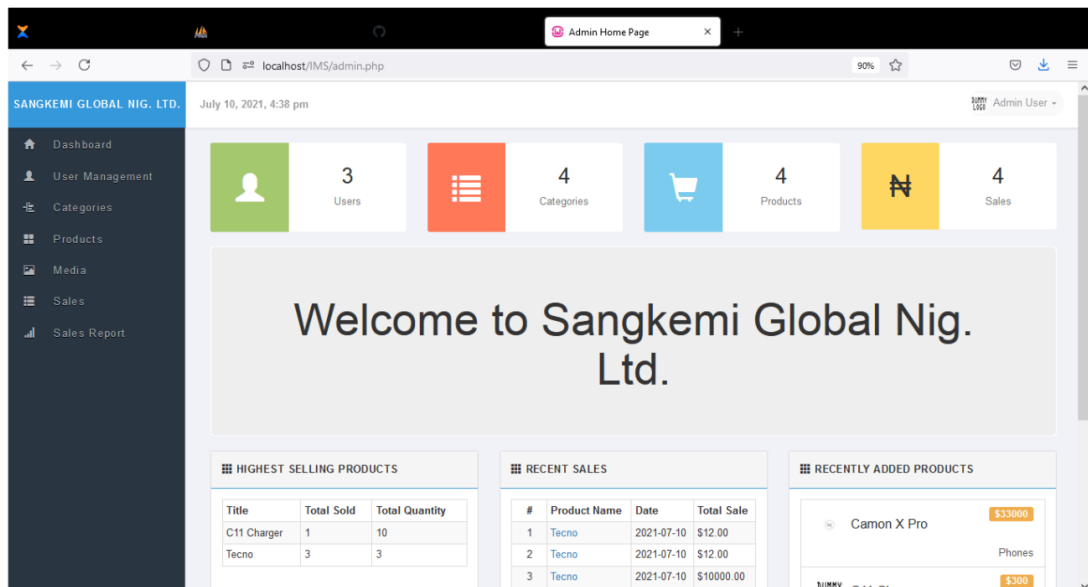 Admin Home Page
localhost/IMS/admin.php
90%
SANGKEMI GLOBAL NIG. LTD.
July 10, 2021, 4:38 pm
DUMMY LOGO Admin User
Dashboard
User Management
Categories
Products
Media
Sales
Sales Report
3
Users
4
Categories
4
Products
₦
4
Sales
Welcome to Sangkemi Global Nig.
Ltd.
HIGHEST SELLING PRODUCTS
Title Total Sold Total Quantity
C11 Charger 1 10
Tecno 3 3
RECENT SALES
# Product Name Date Total Sale
1 Tecno 2021-07-10 $12.00
2 Tecno 2021-07-10 $12.00
3 Tecno 2021-07-10 $10000.00
RECENTLY ADDED PRODUCTS
$33000
Camon X Pro
Phones
$300
DUMMY